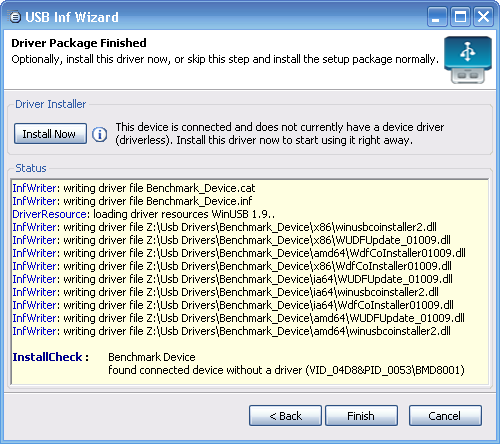 USB Inf Wizard
Driver Package Finished
Optionally, install this driver now, or skip this step and install the setup package normally.
Driver Installer
Install Now
This device is connected and does not currently have a device driver
(driverless). Install this driver now to start using it right away.
Status
InfWriter: writing driver file Benchmark_Device.cat
InfWriter: writing driver file Benchmark_Device.inf
DriverResource: loading driver resources WinUSB 1.9..
InfWriter: writing driver file Z:\Usb Drivers\Benchmark_Device\x86\winusbcoinstaller2.dll
InfWriter: writing driver file Z:\Usb Drivers\Benchmark_Device\x86\WUDFUpdate_01009.dll
InfWriter: writing driver file Z:\Usb Drivers\Benchmark_Device\amd64\WdfCoInstaller01009.dll
InfWriter: writing driver file Z:\Usb Drivers\Benchmark_Device\x86\WdfCoInstaller01009.dll
InfWriter: writing driver file Z:\Usb Drivers\Benchmark_Device\ia64\WUDFUpdate_01009.dll
InfWriter: writing driver file Z:\Usb Drivers\Benchmark_Device\ia64\winusbcoinstaller2.dll
InfWriter: writing driver file Z:\Usb Drivers\Benchmark_Device\ia64\WdfCoInstaller01009.dll
InfWriter: writing driver file Z:\Usb Drivers\Benchmark_Device\amd64\WUDFUpdate_01009.dll
InfWriter: writing driver file Z:\Usb Drivers\Benchmark_Device\amd64\winusbcoinstaller2.dll
InstallCheck : Benchmark Device
found connected device without a driver (VID_04D8&PID_0053\BMD8001)
< Back
Finish
Cancel